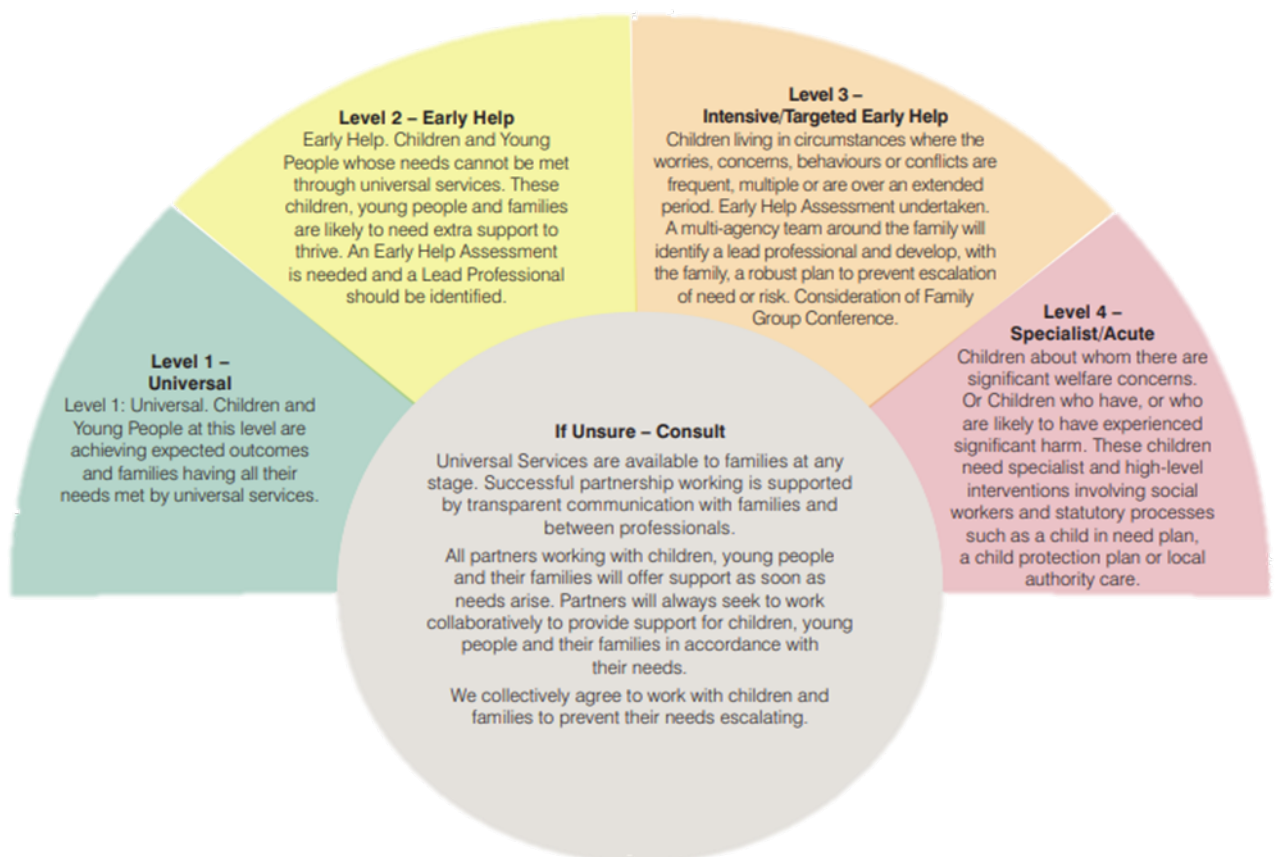 Level 1 –
Universal
Level 1: Universal. Children and
Young People at this level are
achieving expected outcomes
and families having all their
needs met by universal services.
Level 2 – Early Help
Early Help. Children and Young
People whose needs cannot be met
through universal services. These
children, young people and families
are likely to need extra support to
thrive. An Early Help Assessment
is needed and a Lead Professional
should be identified.
Level 3 –
Intensive/Targeted Early Help
Children living in circumstances where the
worries, concerns, behaviours or conflicts are
frequent, multiple or are over an extended
period. Early Help Assessment undertaken.
A multi-agency team around the family will
identify a lead professional and develop, with
the family, a robust plan to prevent escalation
of need or risk. Consideration of Family
Group Conference.
Level 4 –
Specialist/Acute
Children about whom there are
significant welfare concerns.
Or Children who have, or who
are likely to have experienced
significant harm. These children
need specialist and high-level
interventions involving social
workers and statutory processes
such as a child in need plan,
a child protection plan or local
authority care.
If Unsure – Consult
Universal Services are available to families at any
stage. Successful partnership working is supported
by transparent communication with families and
between professionals.
All partners working with children, young people
and their families will offer support as soon as
needs arise. Partners will always seek to work
collaboratively to provide support for children, young
people and their families in accordance with
their needs.
We collectively agree to work with children and
families to prevent their needs escalating.